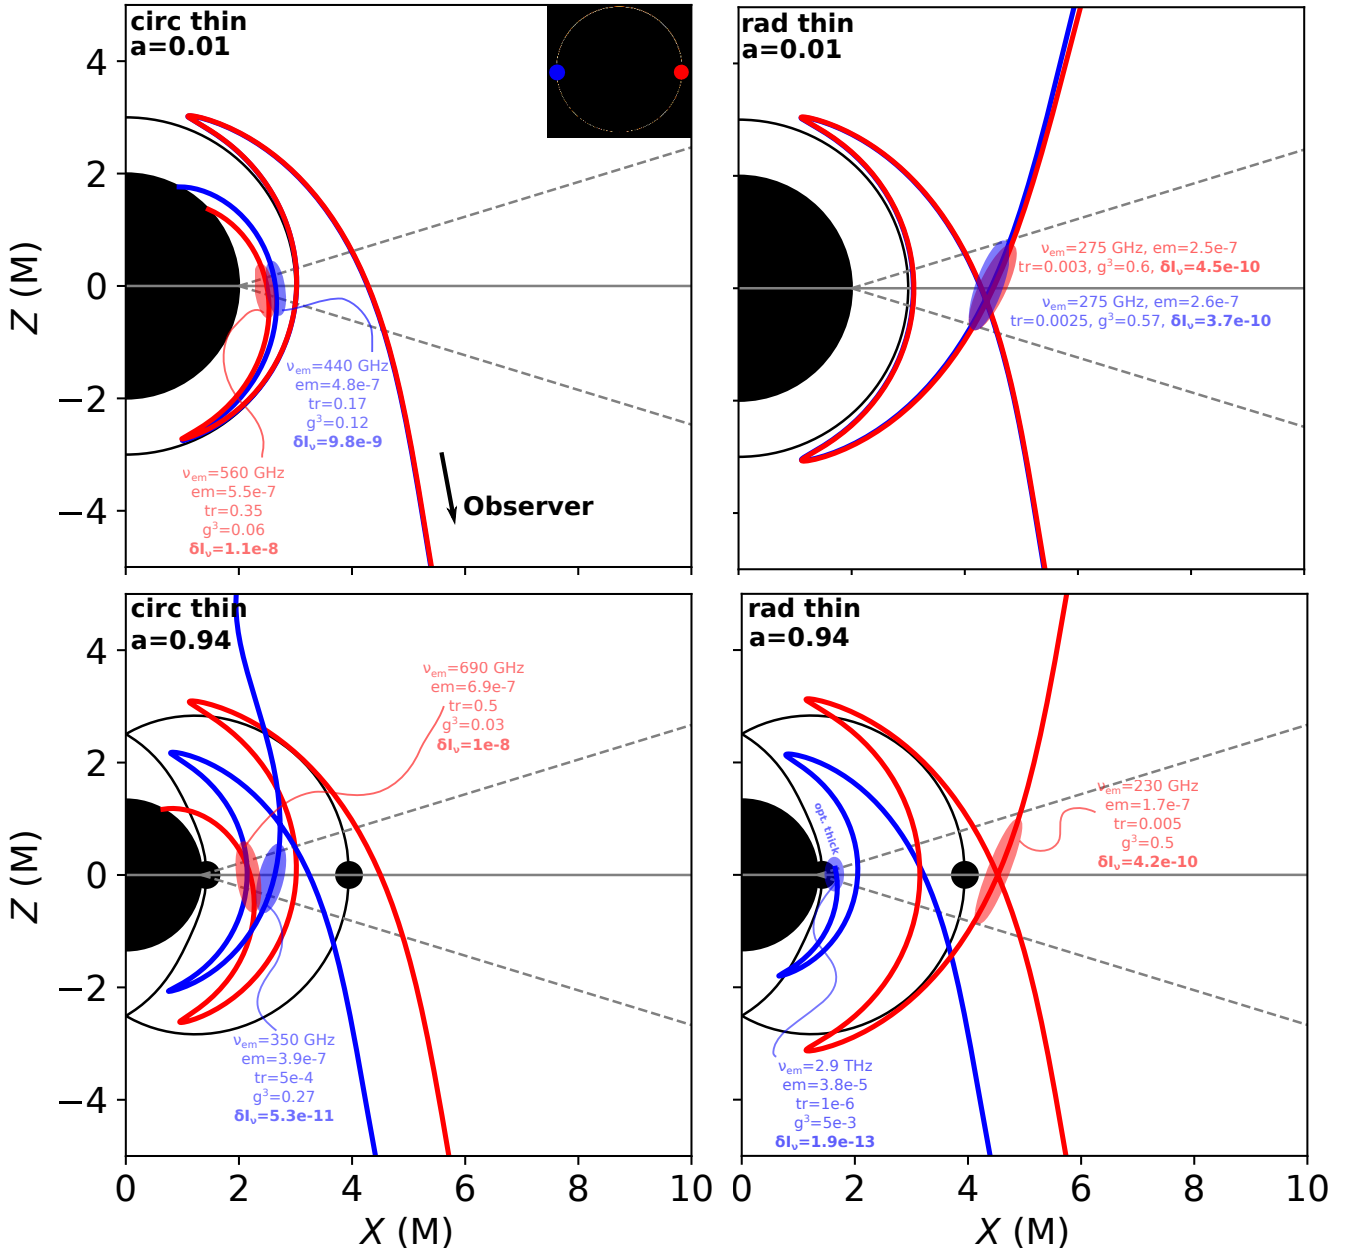 circ thin
a=0.01
4
2
0
−2
−4
Z (M)
ν_em=440 GHz
em=4.8e-7
tr=0.17
g³=0.12
δI_ν=9.8e-9
ν_em=560 GHz
em=5.5e-7
tr=0.35
g³=0.06
δI_ν=1.1e-8
Observer
rad thin
a=0.01
ν_em=275 GHz, em=2.5e-7
tr=0.003, g³=0.6, δI_ν=4.5e-10
ν_em=275 GHz, em=2.6e-7
tr=0.0025, g³=0.57, δI_ν=3.7e-10
circ thin
a=0.94
4
2
0
−2
−4
Z (M)
ν_em=690 GHz
em=6.9e-7
tr=0.5
g³=0.03
δI_ν=1e-8
ν_em=350 GHz
em=3.9e-7
tr=5e-4
g³=0.27
δI_ν=5.3e-11
0 2 4 6 8 10
X (M)
rad thin
a=0.94
opt. thick
ν_em=230 GHz
em=1.7e-7
tr=0.005
g³=0.5
δI_ν=4.2e-10
ν_em=2.9 THz
em=3.8e-5
tr=1e-6
g³=5e-3
δI_ν=1.9e-13
0 2 4 6 8 10
X (M)